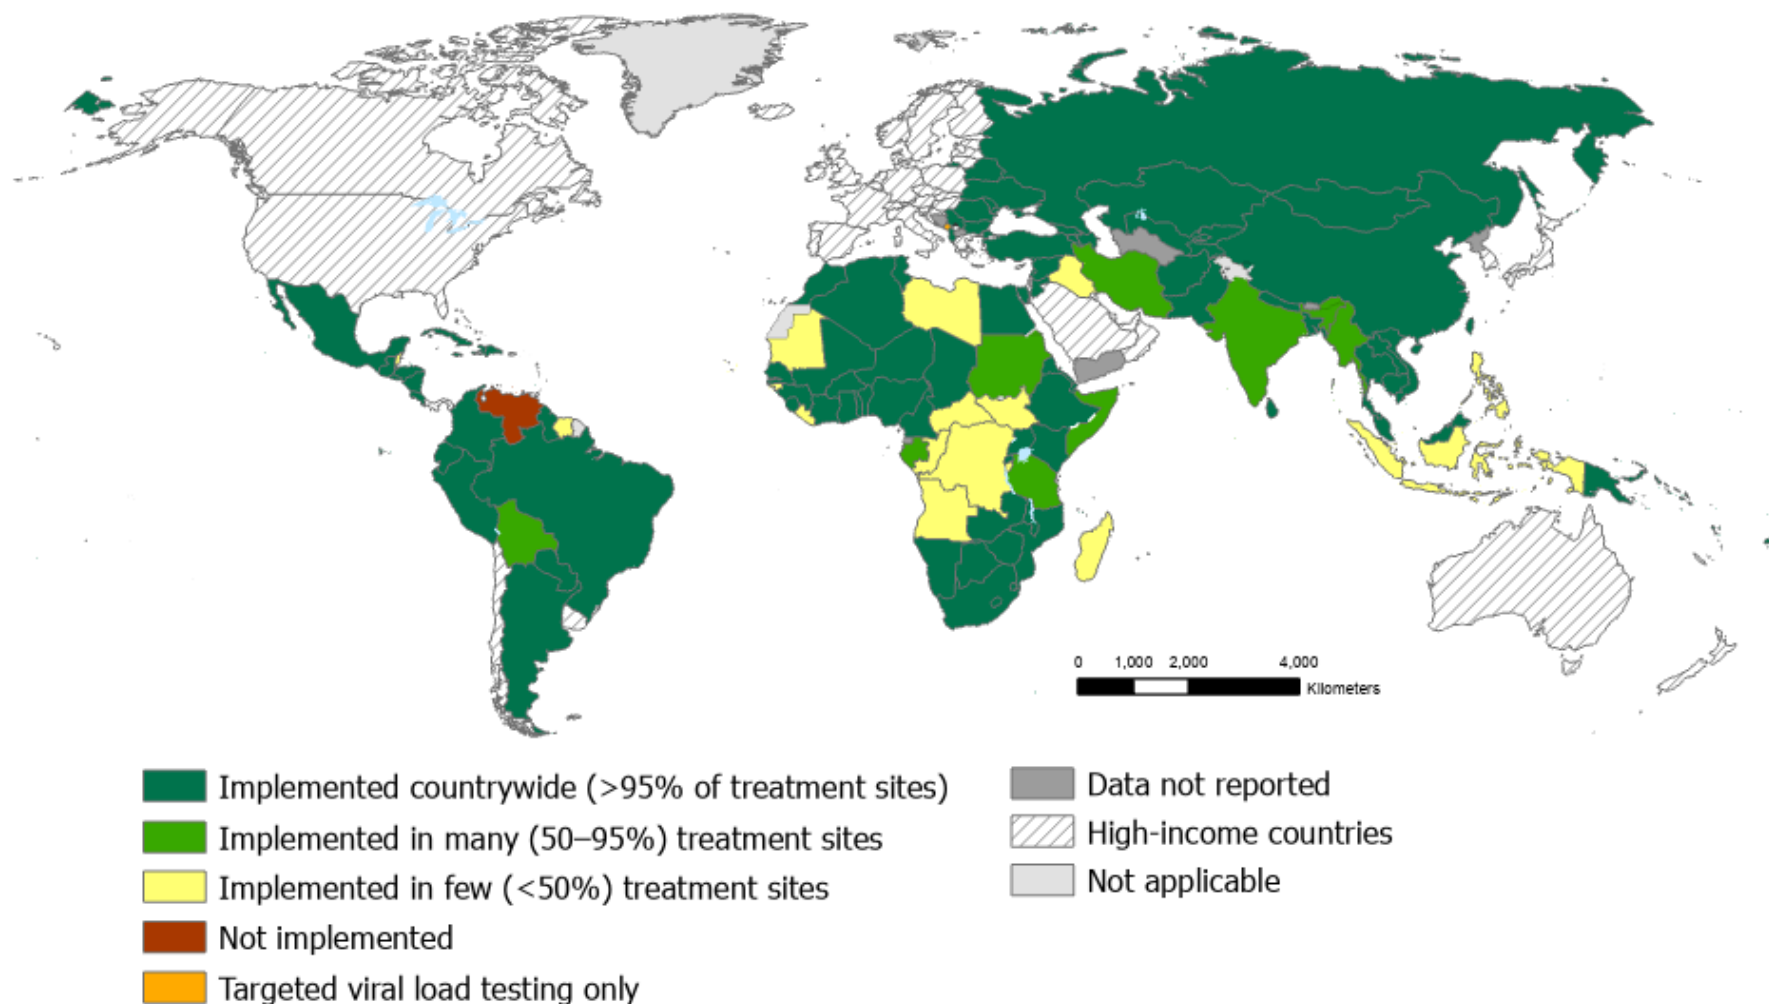 0 1,000 2,000 4,000
Kilometers
Implemented countrywide (>95% of treatment sites)
Implemented in many (50–95%) treatment sites
Implemented in few (<50%) treatment sites
Not implemented
Targeted viral load testing only
Data not reported
High-income countries
Not applicable